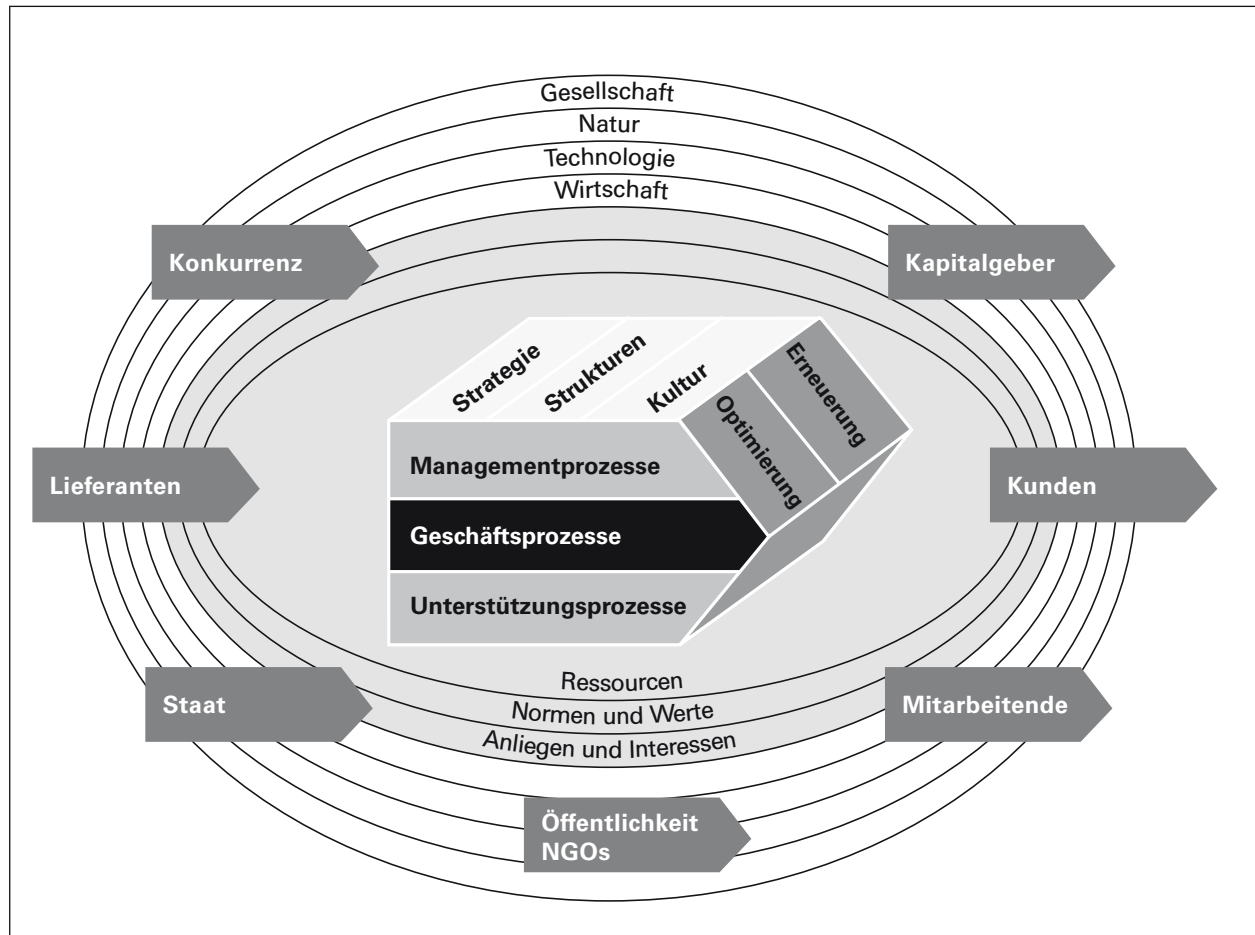 Gesellschaft
Natur
Technologie
Wirtschaft
Konkurrenz
Kapitalgeber
Strategie
Strukturen
Kultur
Optimierung
Erneuerung
Managementprozesse
Lieferanten
Kunden
Geschäftsprozesse
Unterstützungsprozesse
Ressourcen
Staat
Mitarbeitende
Normen und Werte
Anliegen und Interessen
Öffentlichkeit
NGOs